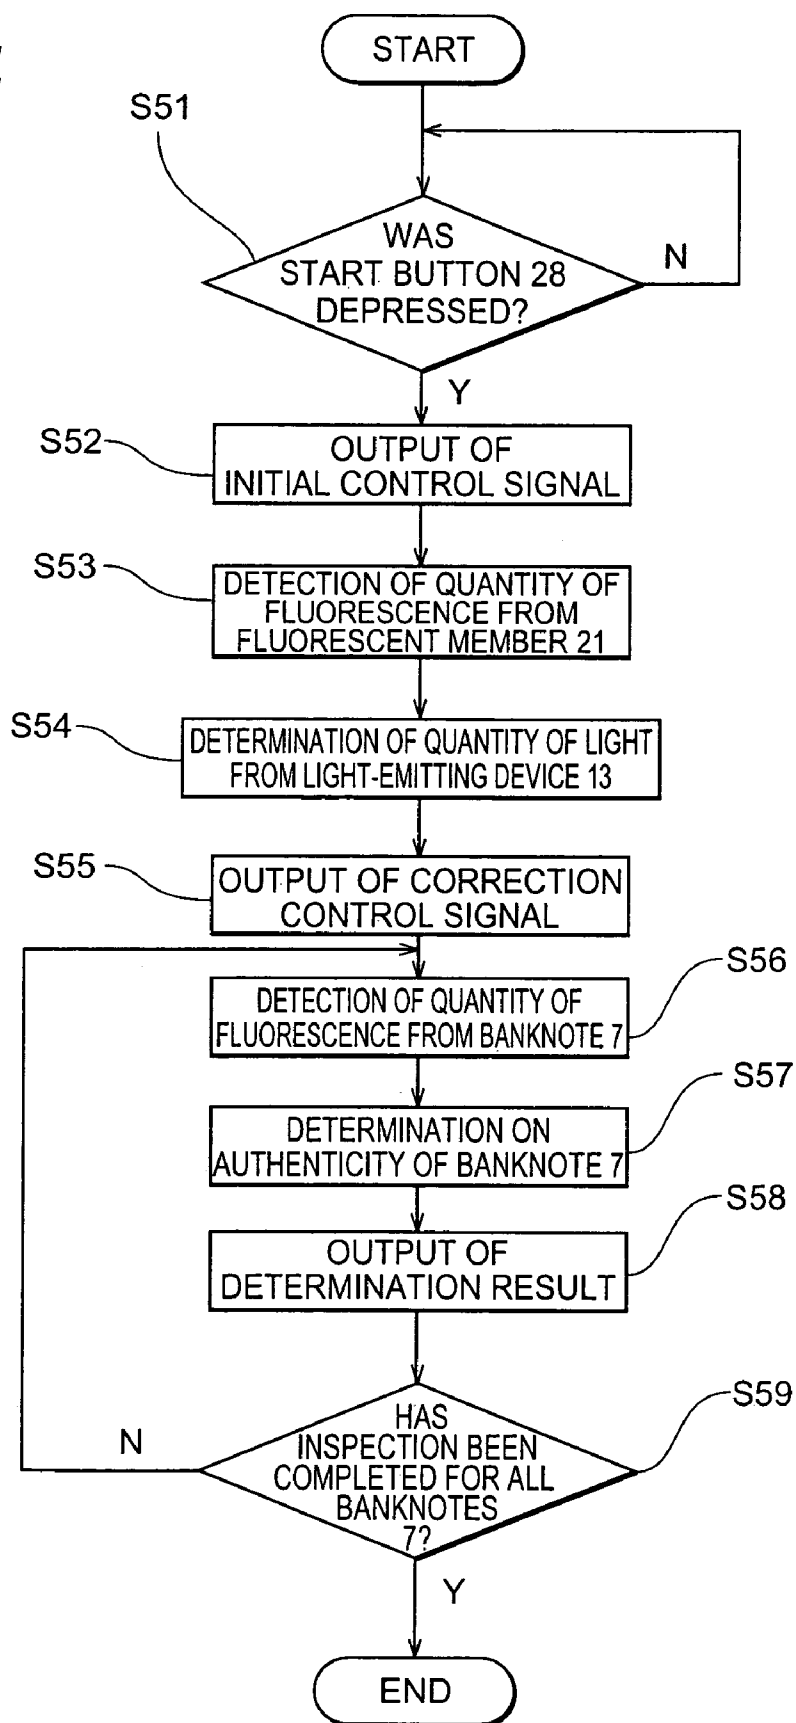 START
S51
WAS
START BUTTON 28
DEPRESSED?
N
Y
S52
OUTPUT OF
INITIAL CONTROL SIGNAL
S53
DETECTION OF QUANTITY OF
FLUORESCENCE FROM
FLUORESCENT MEMBER 21
S54
DETERMINATION OF QUANTITY OF LIGHT
FROM LIGHT-EMITTING DEVICE 13
S55
OUTPUT OF CORRECTION
CONTROL SIGNAL
S56
DETECTION OF QUANTITY OF
FLUORESCENCE FROM BANKNOTE 7
S57
DETERMINATION ON
AUTHENTICITY OF BANKNOTE 7
S58
OUTPUT OF
DETERMINATION RESULT
S59
HAS
INSPECTION BEEN
COMPLETED FOR ALL
BANKNOTES
7?
N
Y
END